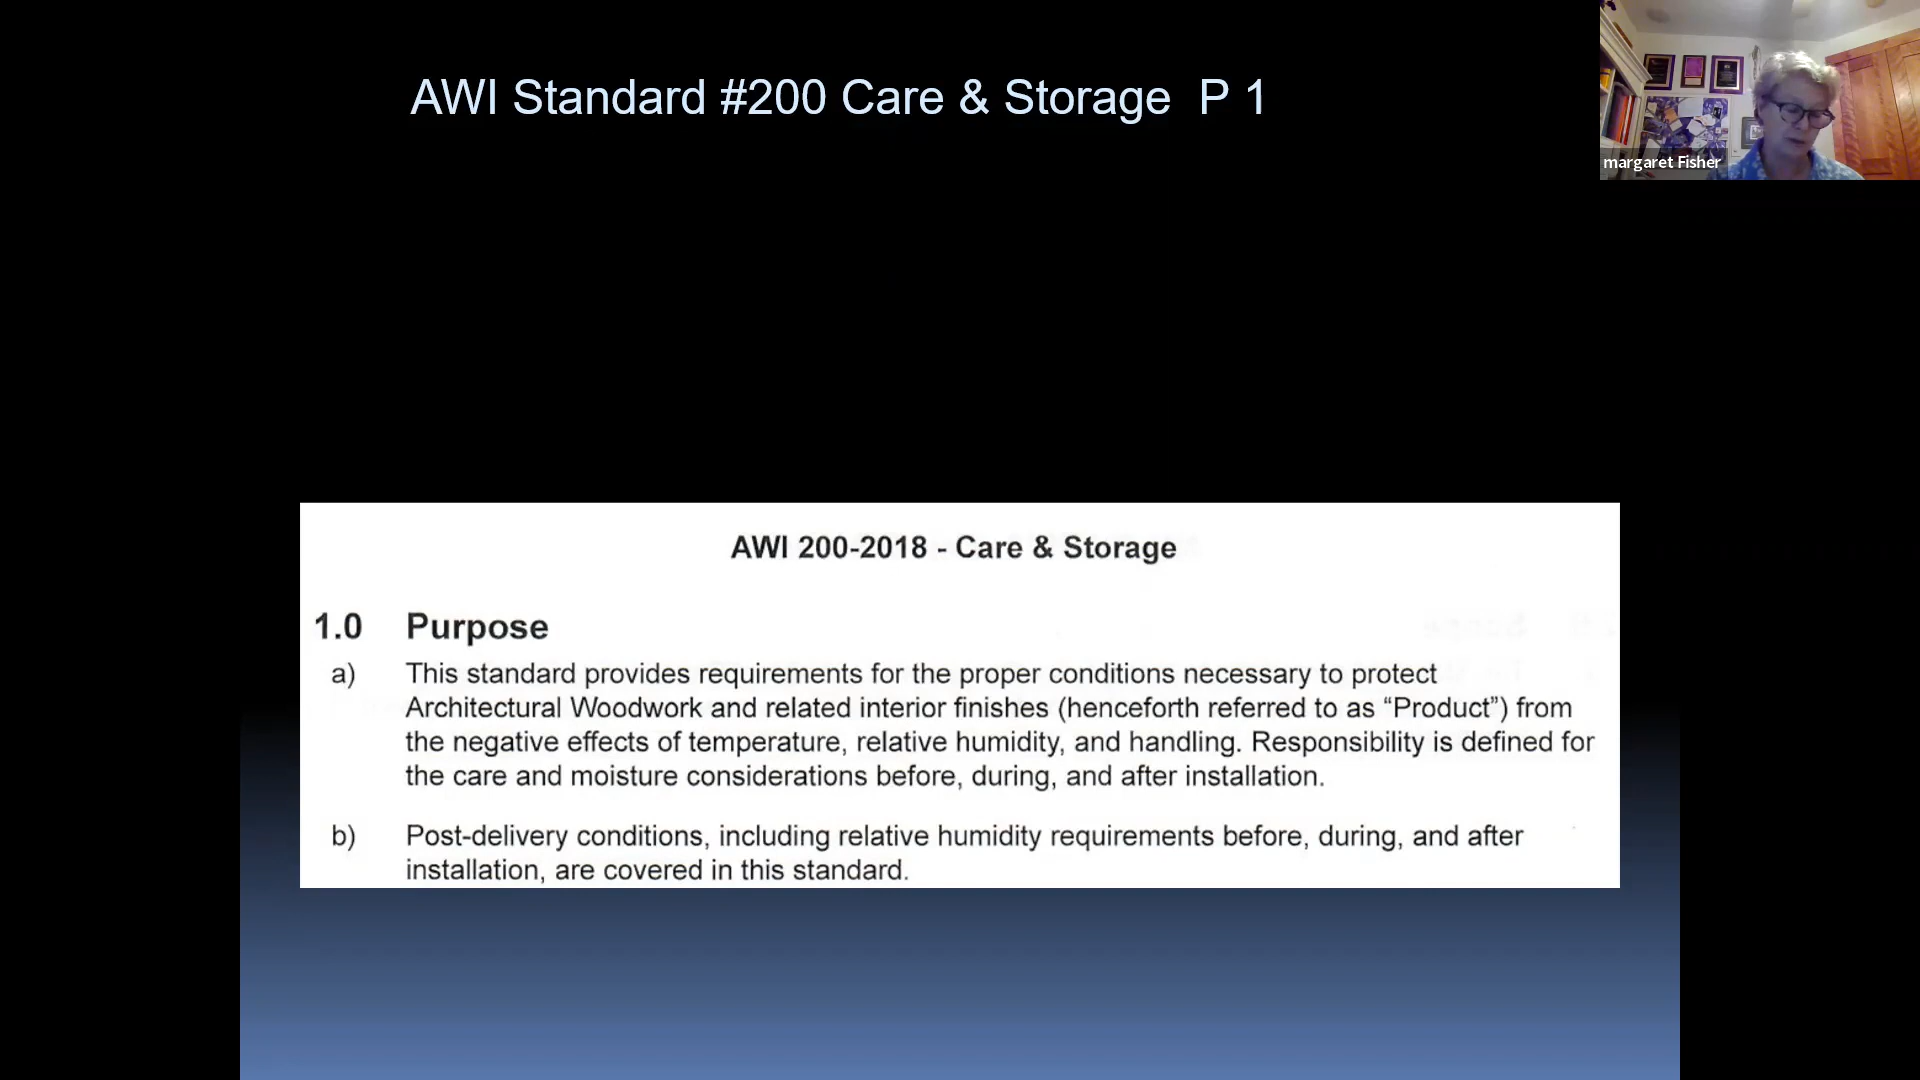 AWI Standard #200 Care & Storage P 1
margaret Fisher
AWI 200-2018 - Care & Storage
1.0 Purpose
a) This standard provides requirements for the proper conditions necessary to protect
Architectural Woodwork and related interior finishes (henceforth referred to as “Product”) from
the negative effects of temperature, relative humidity, and handling. Responsibility is defined for
the care and moisture considerations before, during, and after installation.
b) Post-delivery conditions, including relative humidity requirements before, during, and after
installation, are covered in this standard.